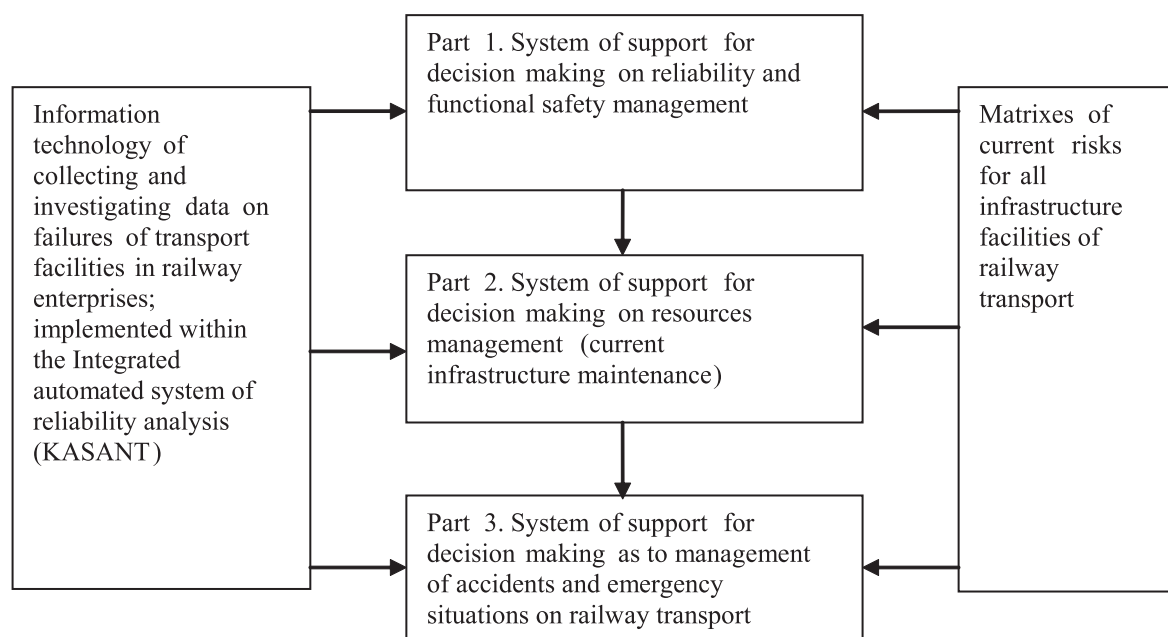 Information
technology of
collecting and
investigating data on
failures of transport
facilities in railway
enterprises;
implemented within
the Integrated
automated system of
reliability analysis
(KASANT)
Part 1. System of support for
decision making on reliability and
functional safety management
Part 2. System of support for
decision making on resources
management (current
infrastructure maintenance)
Part 3. System of support for
decision making as to management
of accidents and emergency
situations on railway transport
Matrixes of
current risks
for all
infrastructure
facilities of
railway
transport